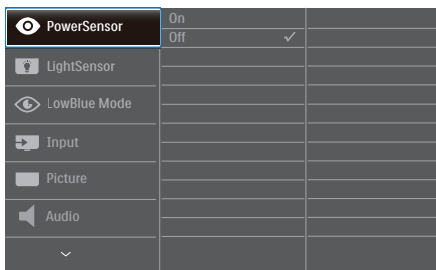 PowerSensor
On
Off
LightSensor
LowBlue Mode
Input
Picture
Audio